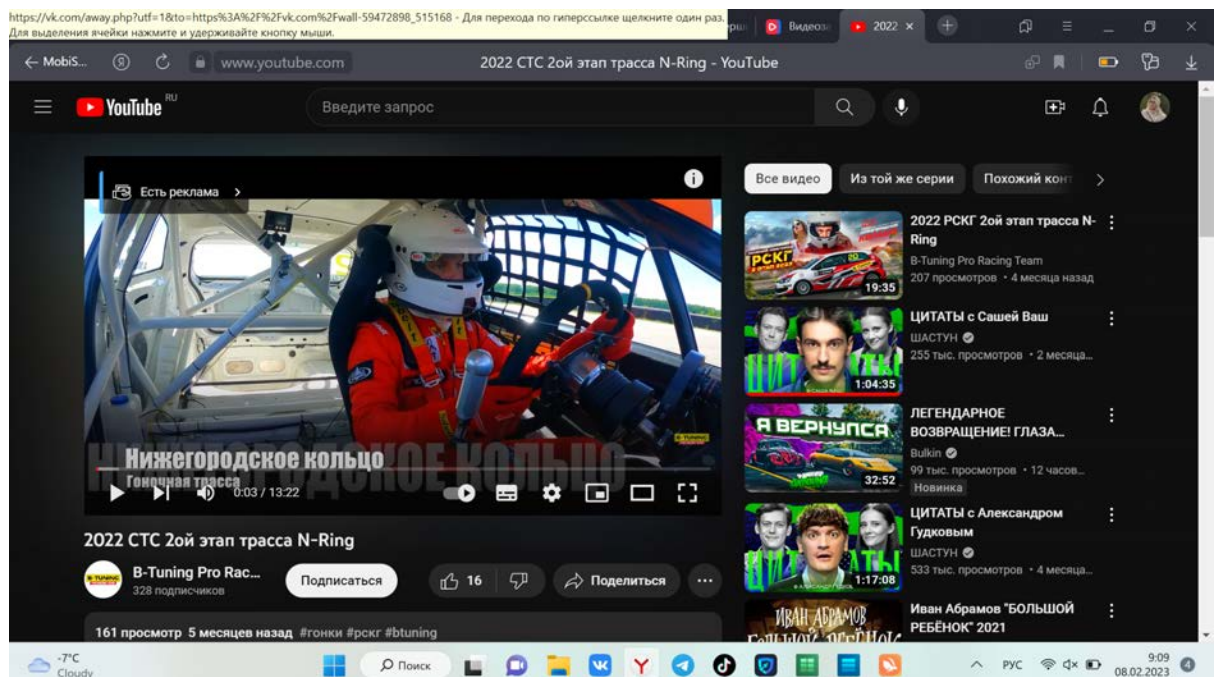 https://vk.com/away.php?utf=1&to=https%3A%2F%2Fvk.com%2Fwall-59472898_515168 - Для перехода по гиперссылке щелкните один раз.
Для выделения ячейки нажмите и удерживайте кнопку мыши.
Видеоз
2022
MobiS...
www.youtube.com
2022 СТС 2ой этап трасса N-Ring - YouTube
YouTube RU
Введите запрос
Есть реклама
НИЖЕГОРОДСКОЕ КОЛЬЦО
Нижегородское кольцо
Гоночная трасса
0:03 / 13:22
2022 СТС 2ой этап трасса N-Ring
B-Tuning Pro Rac...
328 подписчиков
Подписаться
16
Поделиться
161 просмотр 5 месяцев назад #гонки #рскг #btuning
Все видео
Из той же серии
Похожий конт
РСКГ
19:35
2022 РСКГ 2ой этап трасса N-
Ring
B-Tuning Pro Racing Team
207 просмотров • 4 месяца назад
1:04:35
ЦИТАТЫ с Сашей Ваш
ШАСТУН
255 тыс. просмотров • 2 месяца...
Я ВЕРНУЛСЯ
32:52
ЛЕГЕНДАРНОЕ
ВОЗВРАЩЕНИЕ! ГЛАЗА...
Bulkin
99 тыс. просмотров • 12 часов...
Новинка
1:17:08
ЦИТАТЫ с Александром
Гудковым
ШАСТУН
533 тыс. просмотров • 4 месяца...
ИВАН АБРАМОВ
Иван Абрамов "БОЛЬШОЙ
РЕБЁНОК" 2021
-7°C
Cloudy
Поиск
РУС
9:09
08.02.2023
4